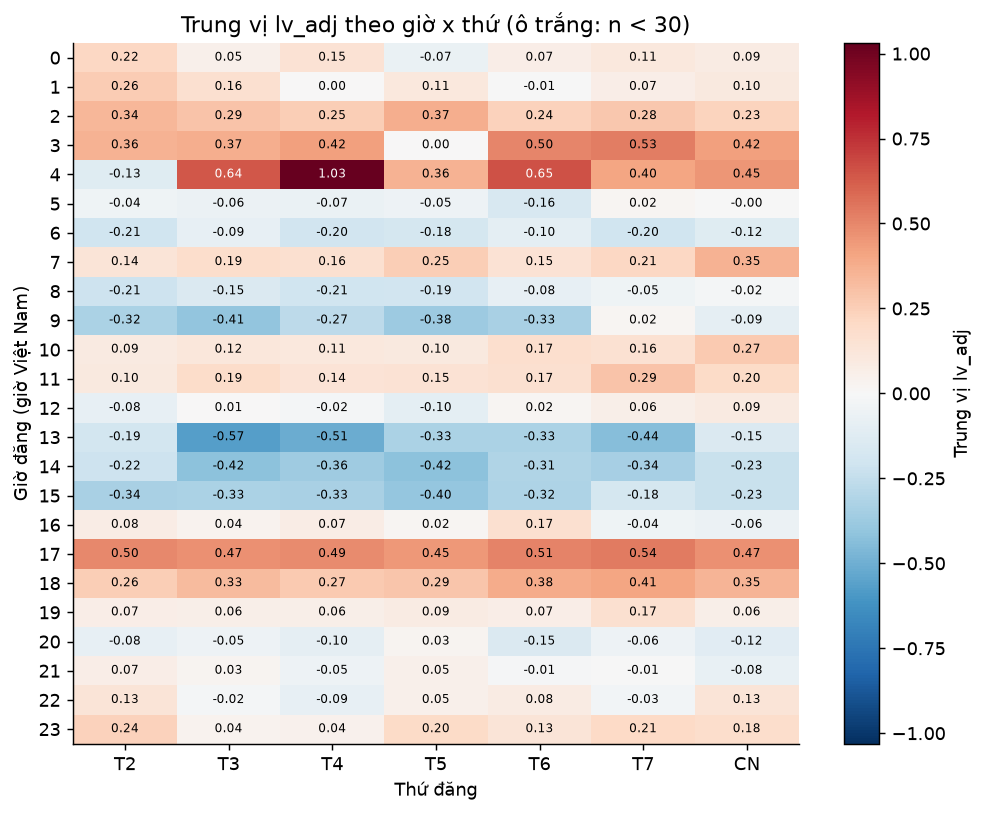 Trung vị lv_adj theo giờ x thứ (ô trắng: n < 30)
Giờ đăng (giờ Việt Nam)
0 0.22 0.05 0.15 -0.07 0.07 0.11 0.09
1 0.26 0.16 0.00 0.11 -0.01 0.07 0.10
2 0.34 0.29 0.25 0.37 0.24 0.28 0.23
3 0.36 0.37 0.42 0.00 0.50 0.53 0.42
4 -0.13 0.64 1.03 0.36 0.65 0.40 0.45
5 -0.04 -0.06 -0.07 -0.05 -0.16 0.02 -0.00
6 -0.21 -0.09 -0.20 -0.18 -0.10 -0.20 -0.12
7 0.14 0.19 0.16 0.25 0.15 0.21 0.35
8 -0.21 -0.15 -0.21 -0.19 -0.08 -0.05 -0.02
9 -0.32 -0.41 -0.27 -0.38 -0.33 0.02 -0.09
10 0.09 0.12 0.11 0.10 0.17 0.16 0.27
11 0.10 0.19 0.14 0.15 0.17 0.29 0.20
12 -0.08 0.01 -0.02 -0.10 0.02 0.06 0.09
13 -0.19 -0.57 -0.51 -0.33 -0.33 -0.44 -0.15
14 -0.22 -0.42 -0.36 -0.42 -0.31 -0.34 -0.23
15 -0.34 -0.33 -0.33 -0.40 -0.32 -0.18 -0.23
16 0.08 0.04 0.07 0.02 0.17 -0.04 -0.06
17 0.50 0.47 0.49 0.45 0.51 0.54 0.47
18 0.26 0.33 0.27 0.29 0.38 0.41 0.35
19 0.07 0.06 0.06 0.09 0.07 0.17 0.06
20 -0.08 -0.05 -0.10 0.03 -0.15 -0.06 -0.12
21 0.07 0.03 -0.05 0.05 -0.01 -0.01 -0.08
22 0.13 -0.02 -0.09 0.05 0.08 -0.03 0.13
23 0.24 0.04 0.04 0.20 0.13 0.21 0.18
T2 T3 T4 T5 T6 T7 CN
Thứ đăng
1.00
0.75
0.50
0.25
0.00
−0.25
−0.50
−0.75
−1.00
Trung vị lv_adj